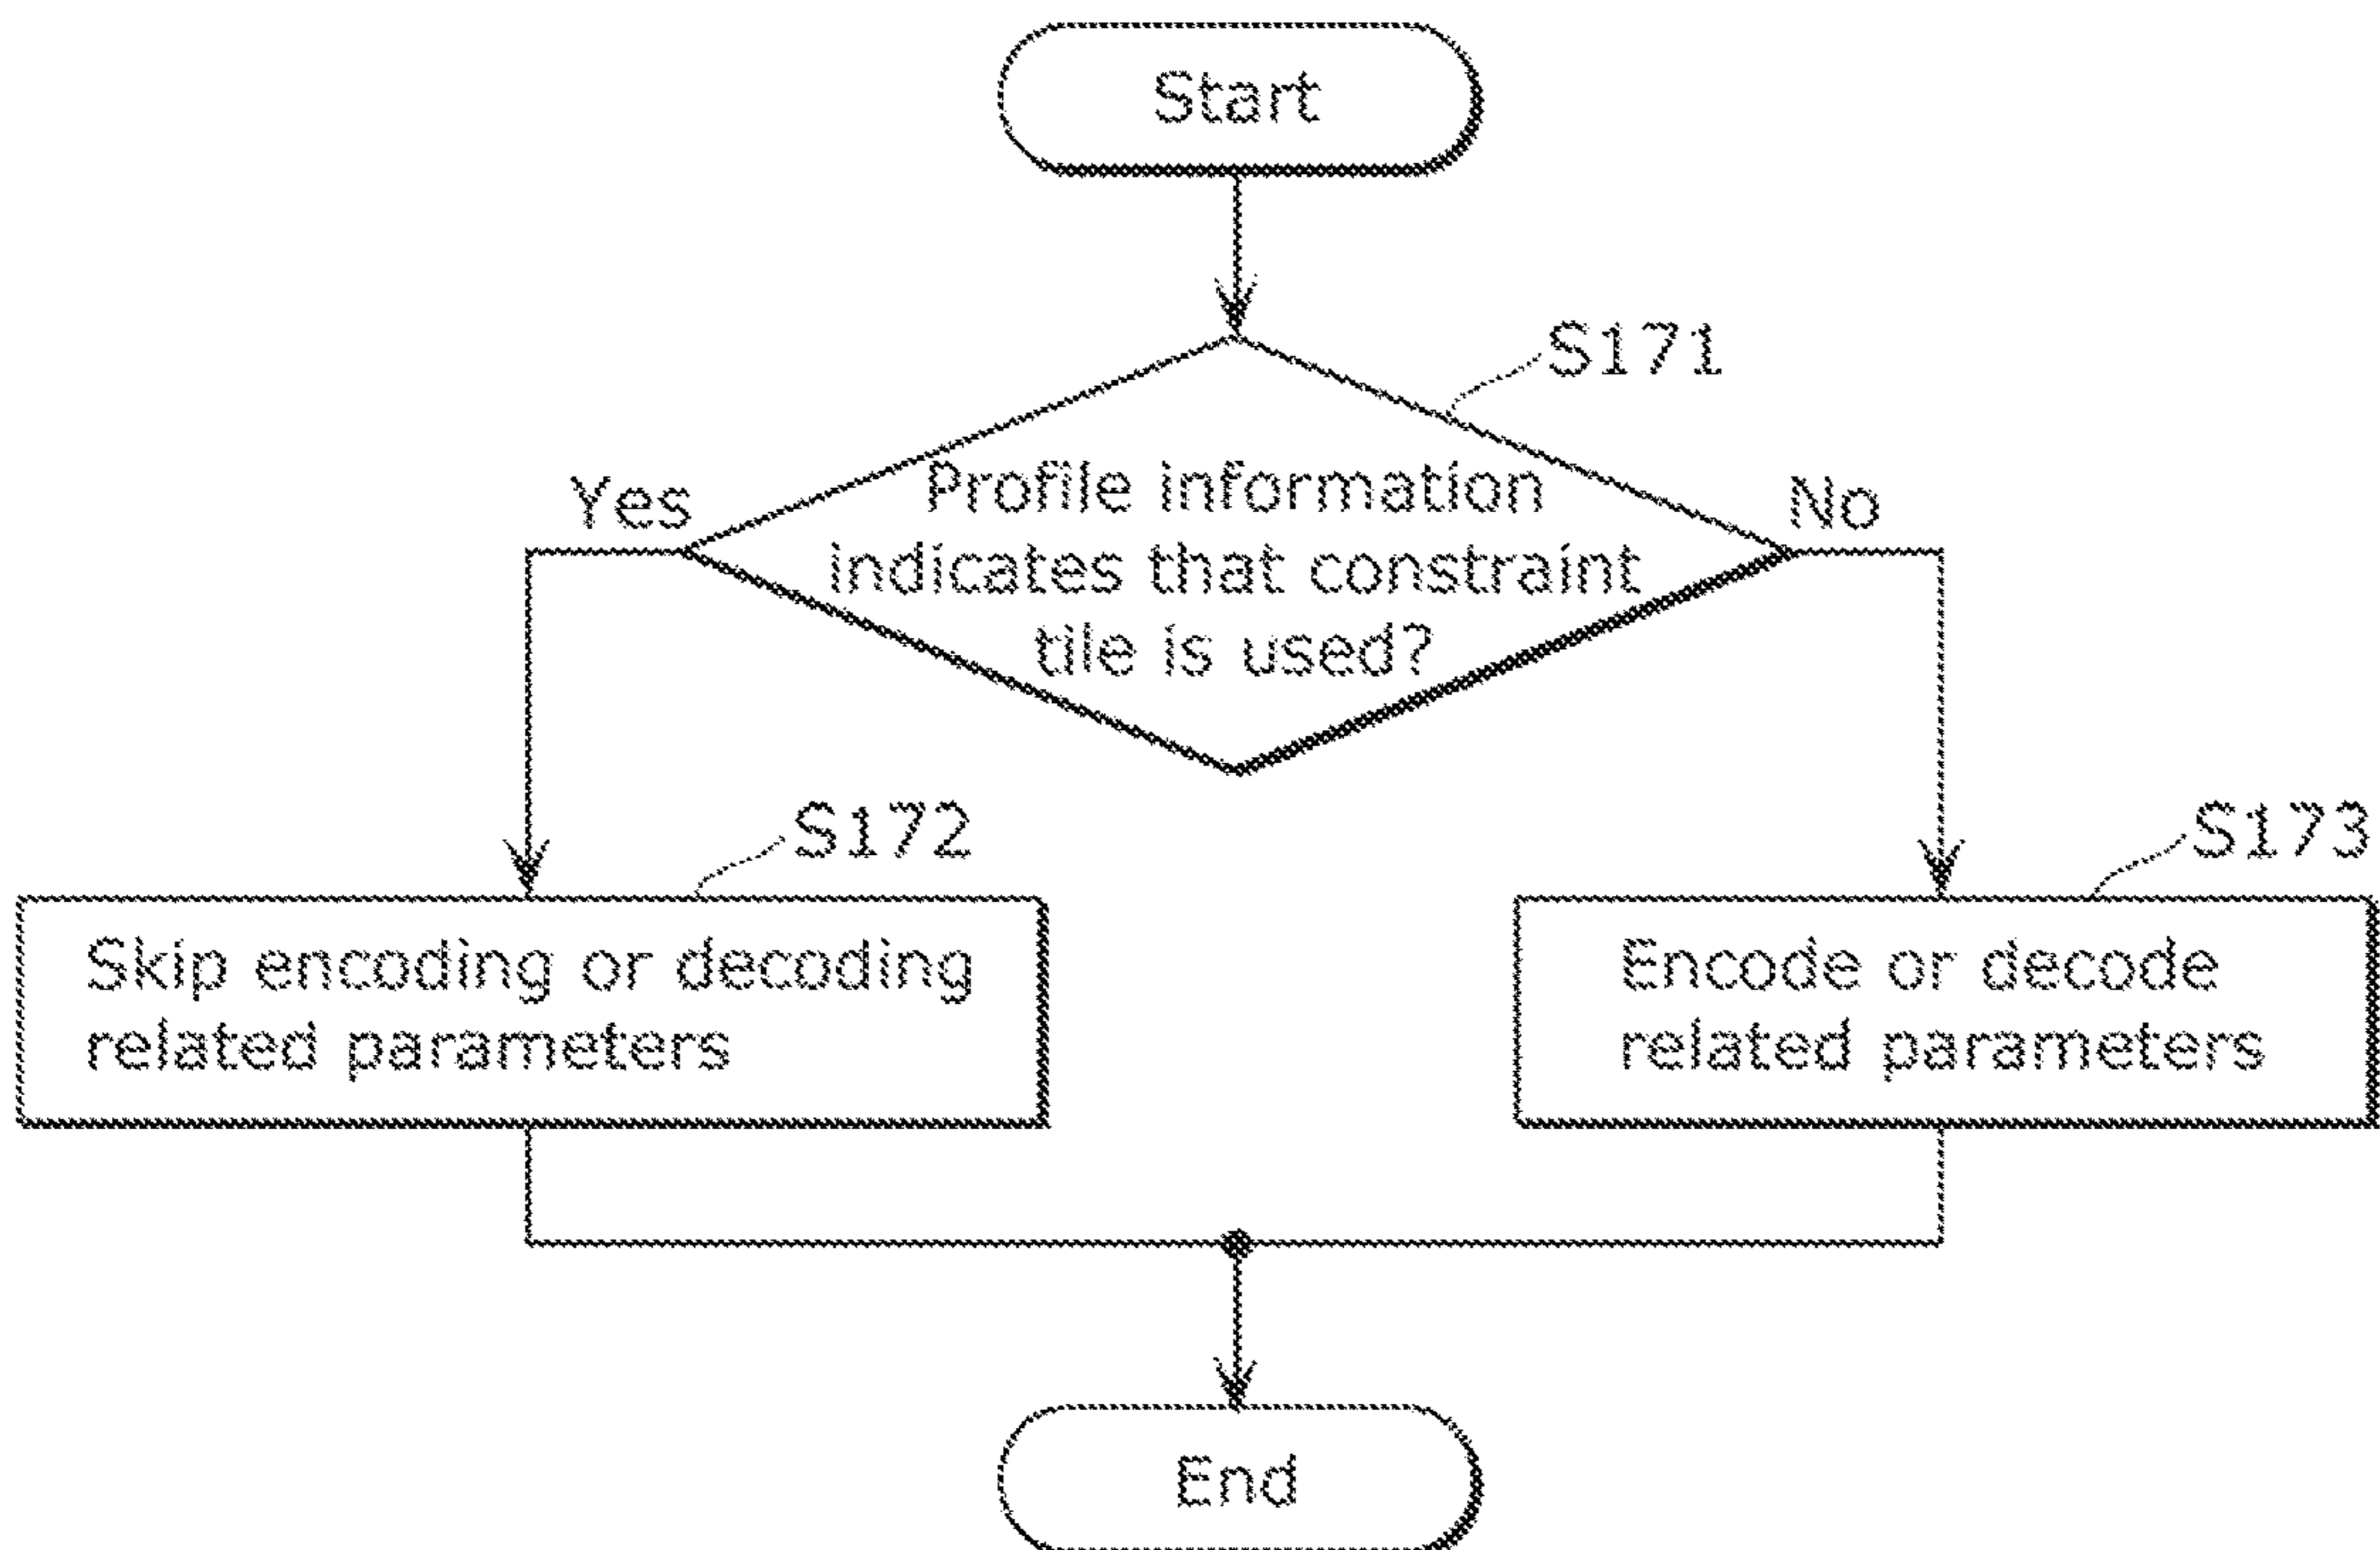 Start
S171
Profile information
indicates that constraint
tile is used?
Yes
No
S172
Skip encoding or decoding
related parameters
S173
Encode or decode
related parameters
End